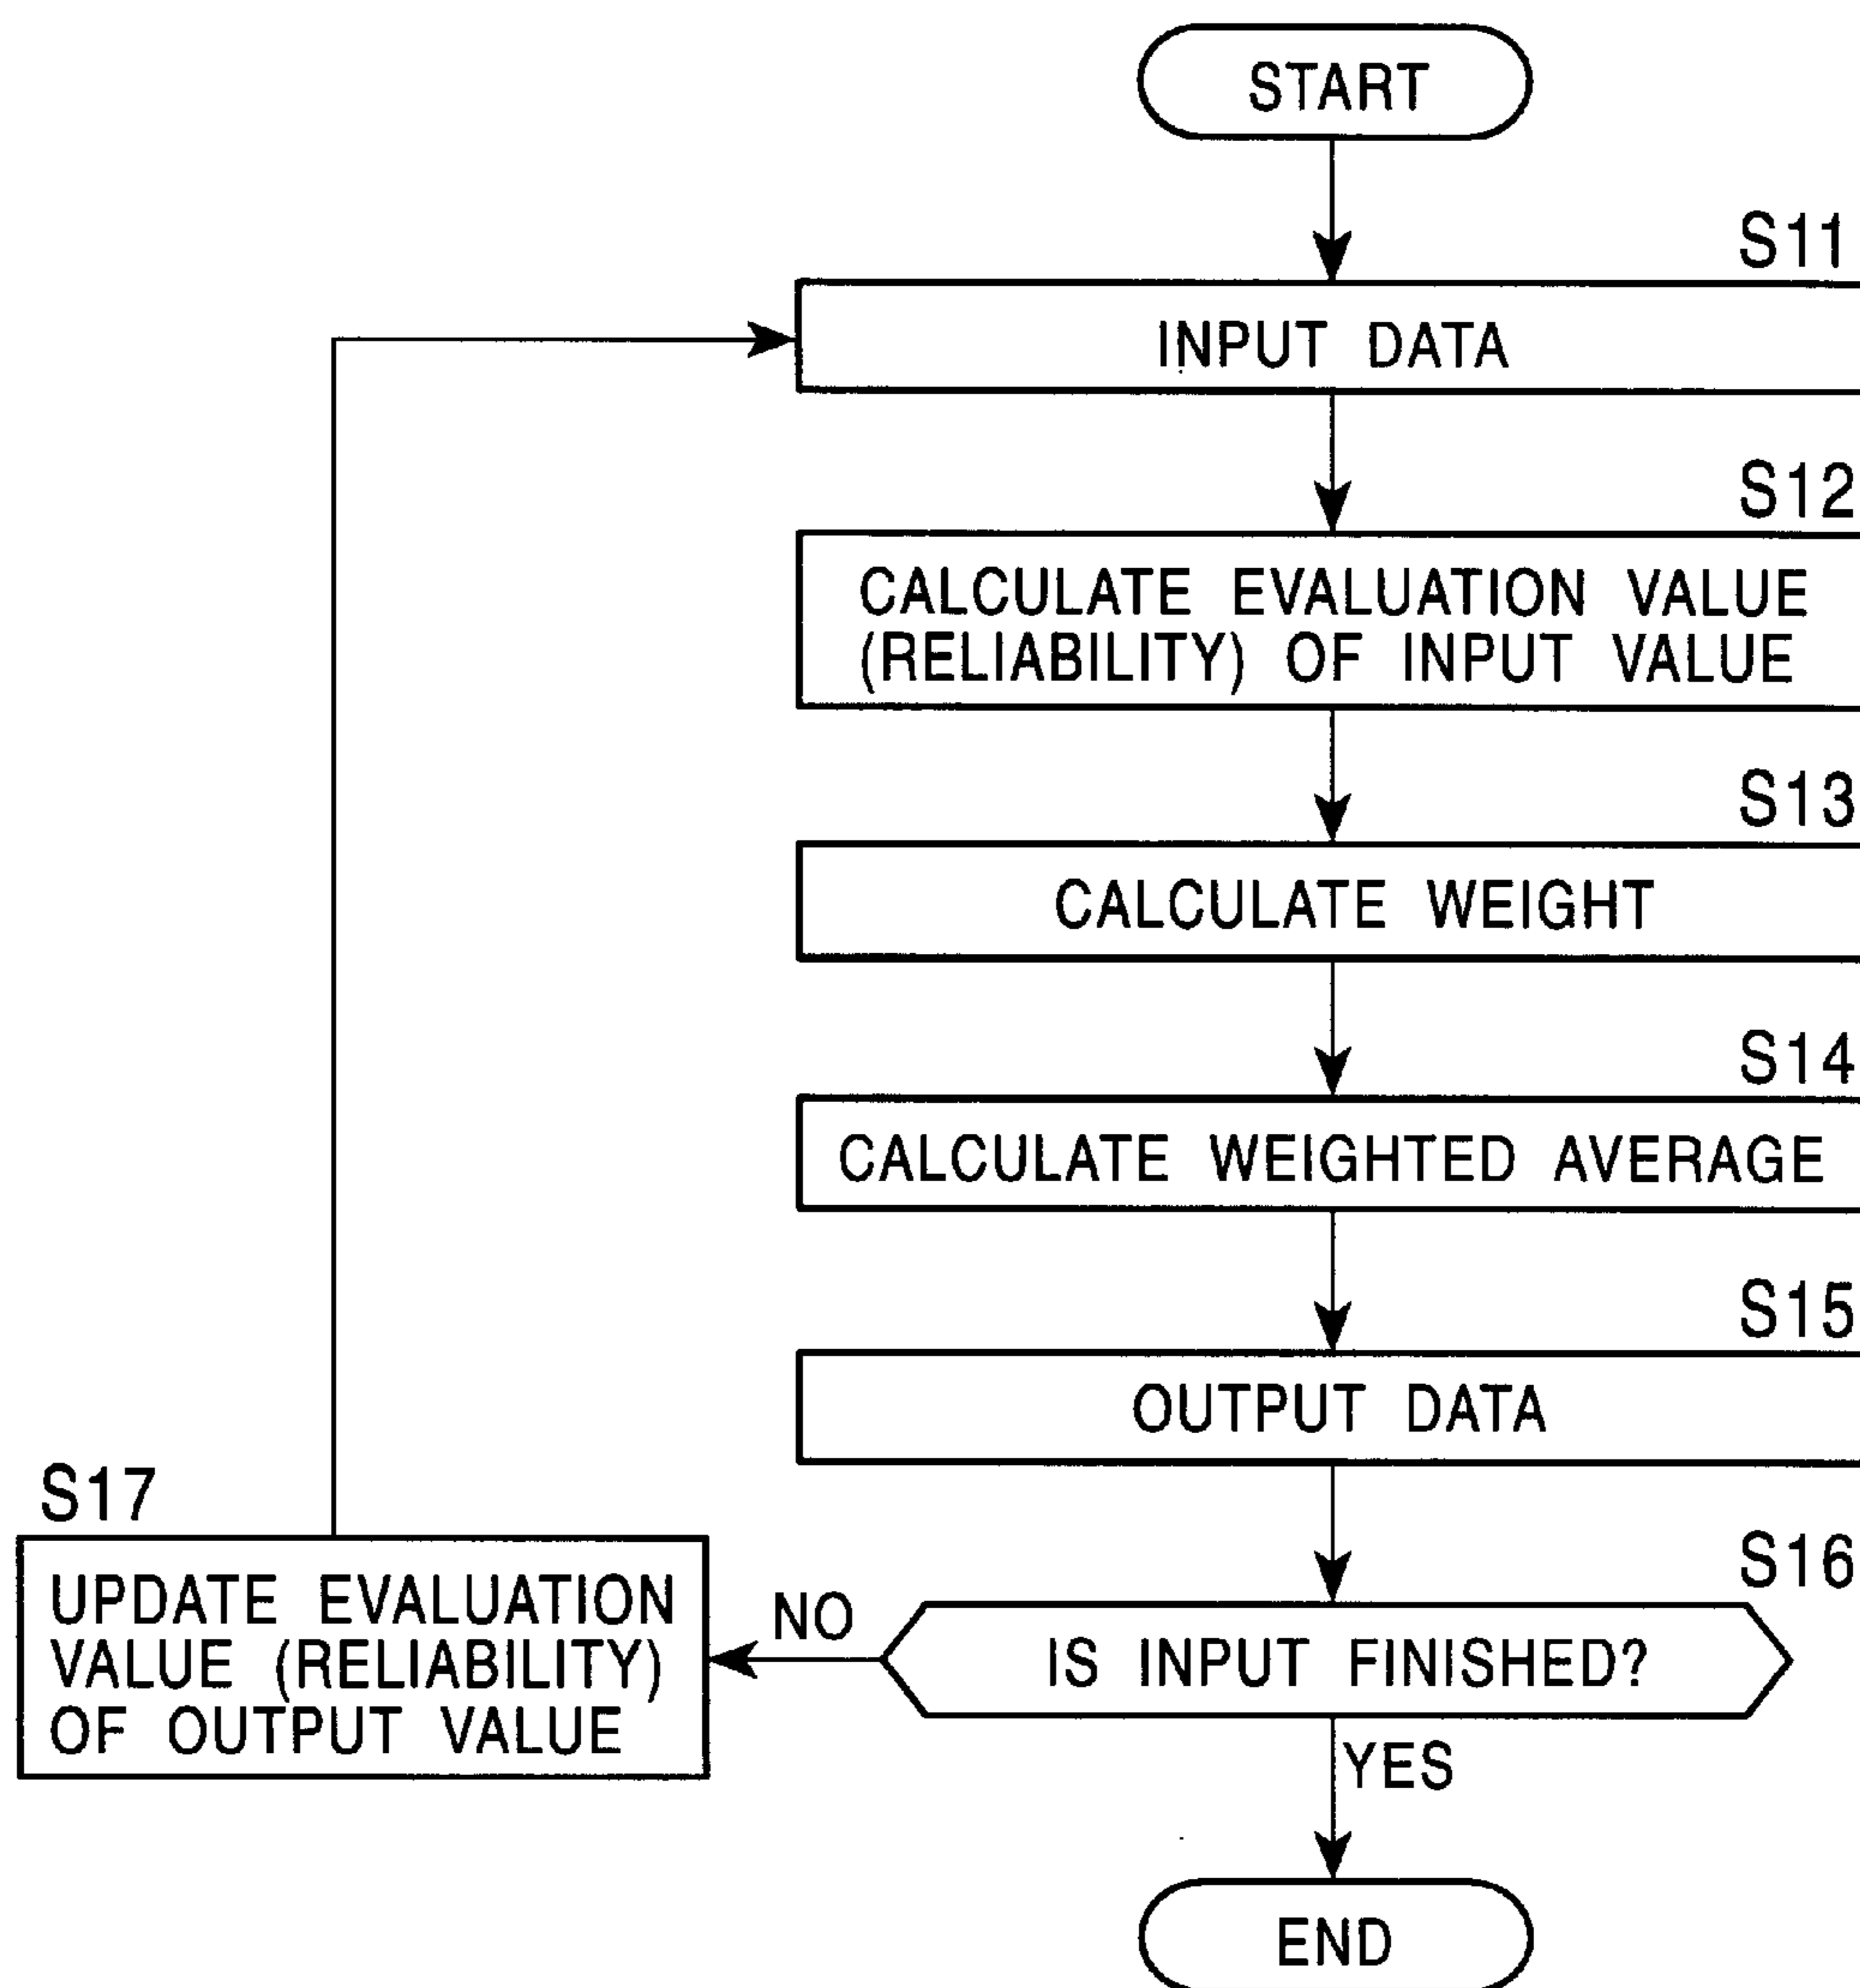 START
S11
INPUT DATA
S12
CALCULATE EVALUATION VALUE
(RELIABILITY) OF INPUT VALUE
S13
CALCULATE WEIGHT
S14
CALCULATE WEIGHTED AVERAGE
S15
OUTPUT DATA
S16
IS INPUT FINISHED?
NO
S17
UPDATE EVALUATION
VALUE (RELIABILITY)
OF OUTPUT VALUE
YES
END